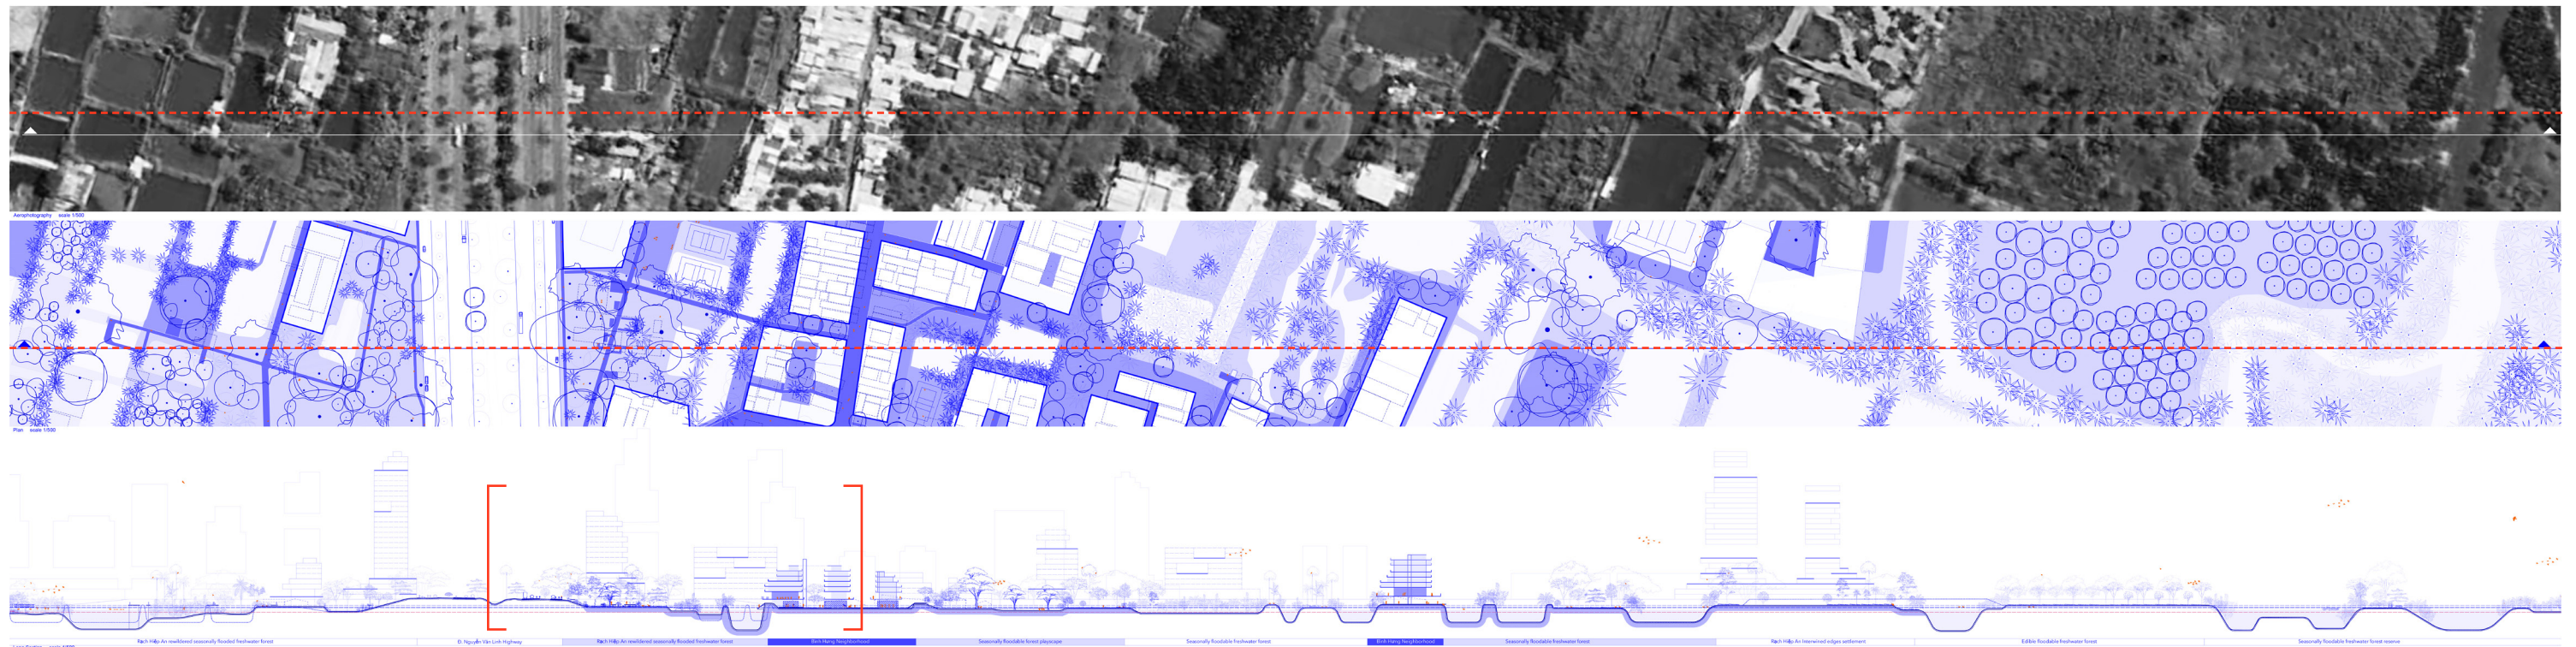 Aerophotography scale 1/500
Plan scale 1/500
Rạch Hiệp An rewildered seasonally flooded freshwater forest
Đ. Nguyễn Văn Linh Highway
Rạch Hiệp An rewildered seasonally flooded freshwater forest
Bình Hưng Neighborhood
Seasonally floodable forest playscape
Seasonally floodable freshwater forest
Bình Hưng Neighborhood
Seasonally floodable freshwater forest
Rạch Hiệp An Interwined edges settlement
Edible floodable freshwater forest
Seasonally floodable freshwater forest reserve